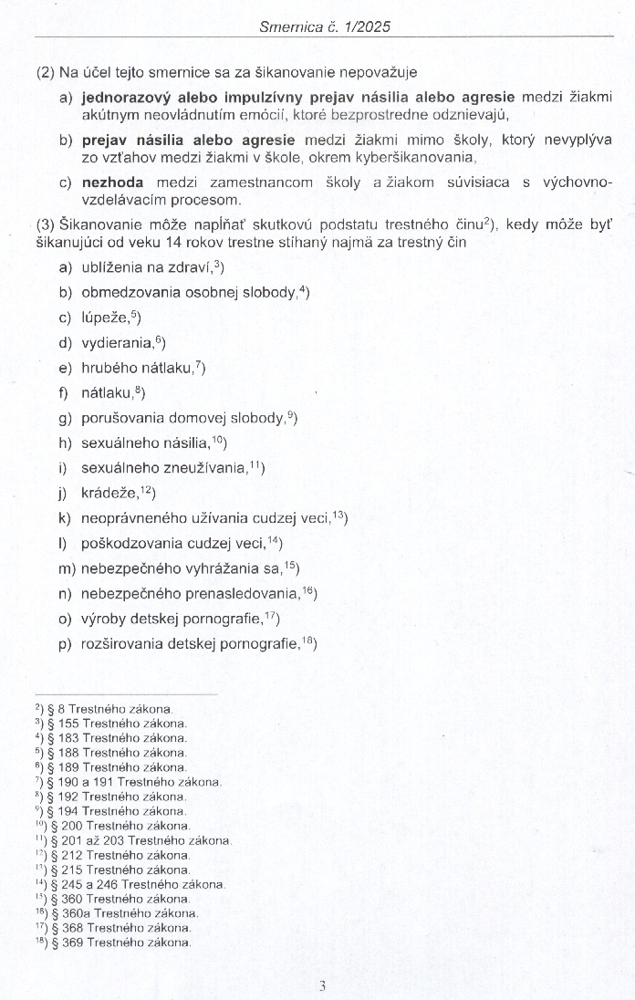 Smernica č. 1/2025
(2) Na účel tejto smernice sa za šikanovanie nepovažuje
a) jednorazový alebo impulzívny prejav násilia alebo agresie medzi žiakmi
akútnym neovládnutím emócií, ktoré bezprostredne odznievajú,
b) prejav násilia alebo agresie medzi žiakmi mimo školy, ktorý nevyplýva
zo vzťahov medzi žiakmi v škole, okrem kyberšikanovania,
c) nezhoda medzi zamestnancom školy a žiakom súvisiaca s výchovno-
vzdelávacím procesom.
(3) Šikanovanie môže napĺňať skutkovú podstatu trestného činu²), kedy môže byť
šikanujúci od veku 14 rokov trestne stíhaný najmä za trestný čin
a) ublíženia na zdraví,³)
b) obmedzovania osobnej slobody,⁴)
c) lúpeže,⁵)
d) vydierania,⁶)
e) hrubého nátlaku,⁷)
f) nátlaku,⁸)
g) porušovania domovej slobody,⁹)
h) sexuálneho násilia,¹⁰)
i) sexuálneho zneužívania,¹¹)
j) krádeže,¹²)
k) neoprávneného užívania cudzej veci,¹³)
l) poškodzovania cudzej veci,¹⁴)
m) nebezpečného vyhrážania sa,¹⁵)
n) nebezpečného prenasledovania,¹⁶)
o) výroby detskej pornografie,¹⁷)
p) rozširovania detskej pornografie,¹⁸)
²) § 8 Trestného zákona.
³) § 155 Trestného zákona.
⁴) § 183 Trestného zákona.
⁵) § 188 Trestného zákona.
⁶) § 189 Trestného zákona.
⁷) § 190 a 191 Trestného zákona.
⁸) § 192 Trestného zákona.
⁹) § 194 Trestného zákona.
¹⁰) § 200 Trestného zákona.
¹¹) § 201 až 203 Trestného zákona.
¹²) § 212 Trestného zákona.
¹³) § 215 Trestného zákona.
¹⁴) § 245 a 246 Trestného zákona.
¹⁵) § 360 Trestného zákona.
¹⁶) § 360a Trestného zákona.
¹⁷) § 368 Trestného zákona.
¹⁸) § 369 Trestného zákona.
3